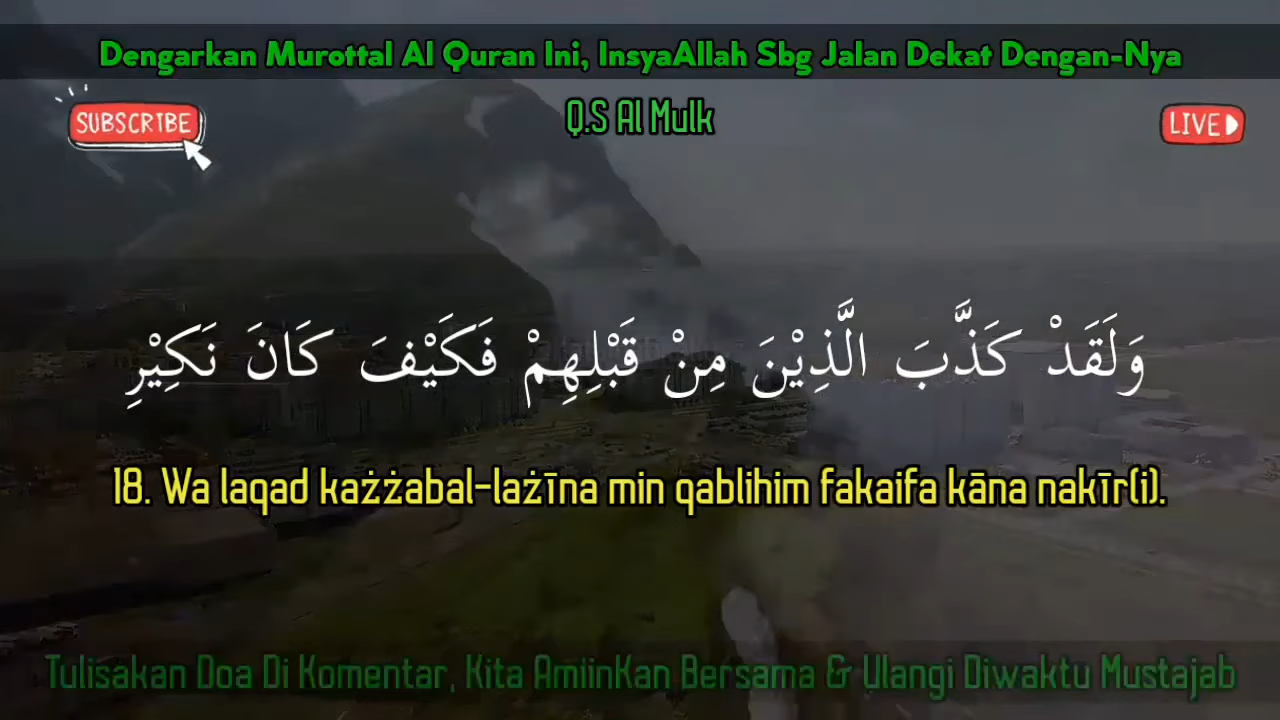 Dengarkan Murottal Al Quran Ini, InsyaAllah Sbg Jalan Dekat Dengan-Nya
SUBSCRIBE
Q.S Al Mulk
LIVE
وَلَقَدْ كَذَّبَ الَّذِيْنَ مِنْ قَبْلِهِمْ فَكَيْفَ كَانَ نَكِيْرِ
18. Wa laqad każżabal-lażīna min qablihim fakaifa kāna nakīr(i).
Tulisakan Doa Di Komentar, Kita AmiinKan Bersama & Ulangi Diwaktu Mustajab